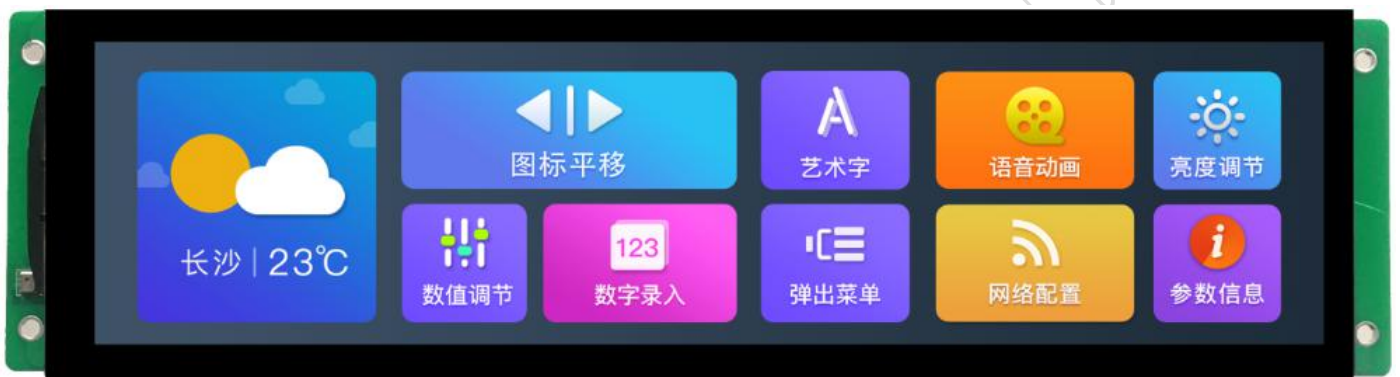 图标平移
艺术字
语音动画
亮度调节
长沙 | 23℃
数值调节
123
数字录入
弹出菜单
网络配置
i
参数信息